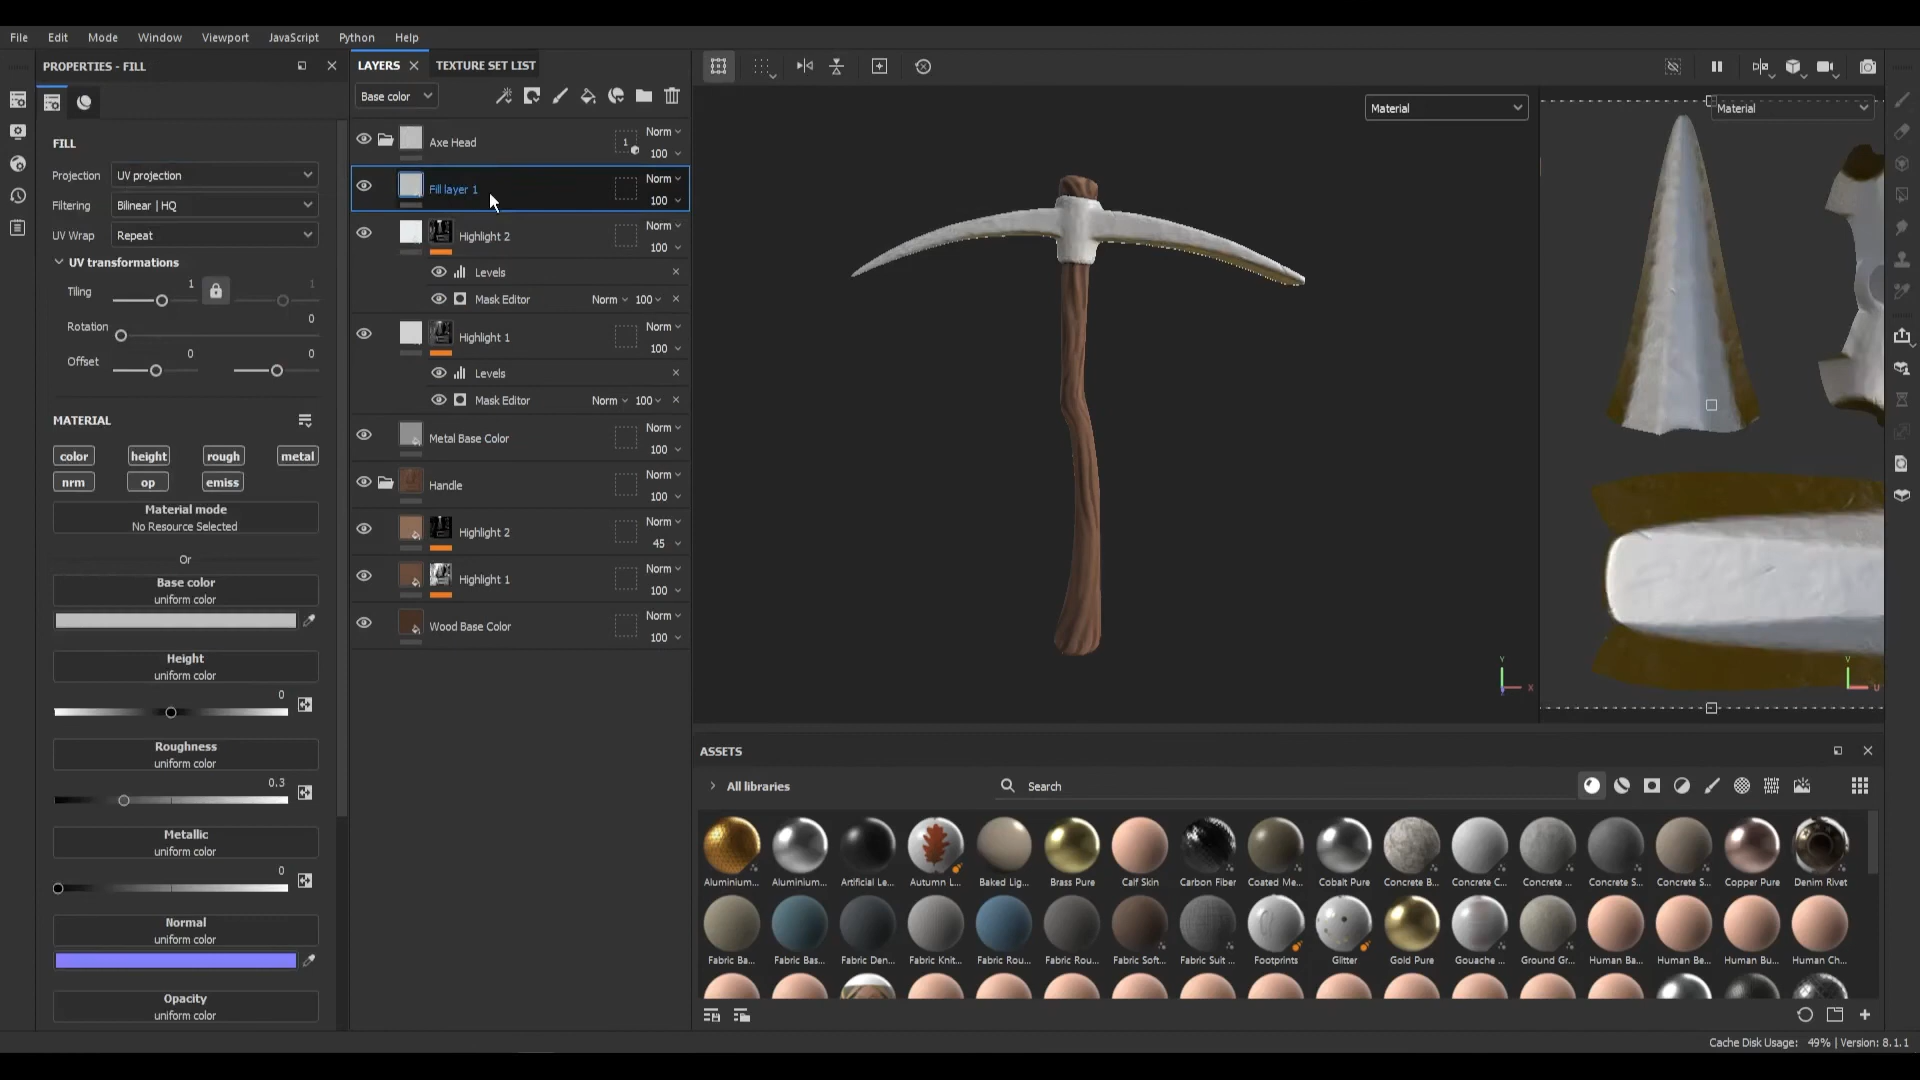 File Edit Mode Window Viewport JavaScript Python Help
PROPERTIES - FILL
FILL
Projection UV projection
Filtering Bilinear | HQ
UV Wrap Repeat
UV transformations
Tiling 1 1
Rotation 0
Offset 0 0
MATERIAL
color height rough metal
nrm op emiss
Material mode
No Resource Selected
Or
Base color
uniform color
Height
uniform color
0
Roughness
uniform color
0.3
Metallic
uniform color
0
Normal
uniform color
Opacity
uniform color
LAYERS TEXTURE SET LIST
Base color
Axe Head 1 Norm 100
Fill layer 1 Norm 100
Highlight 2 Norm 100
Levels
Mask Editor Norm 100
Highlight 1 Norm 100
Levels
Mask Editor Norm 100
Metal Base Color Norm 100
Handle Norm 100
Highlight 2 Norm 45
Highlight 1 Norm 100
Wood Base Color Norm 100
Material
Material
Y X
V U
ASSETS
All libraries Search
Aluminium... Aluminium... Artificial Le... Autumn L... Baked Lig... Brass Pure Calf Skin Carbon Fiber Coated Me... Cobalt Pure Concrete B... Concrete C... Concrete ... Concrete S... Concrete S... Copper Pure Denim Rivet
Fabric Ba... Fabric Bas... Fabric Den... Fabric Knit... Fabric Rou... Fabric Rou... Fabric Soft... Fabric Suit ... Footprints Glitter Gold Pure Gouache ... Ground Gr... Human Ba... Human Be... Human Bu... Human Ch...
Cache Disk Usage: 49% | Version: 8.1.1